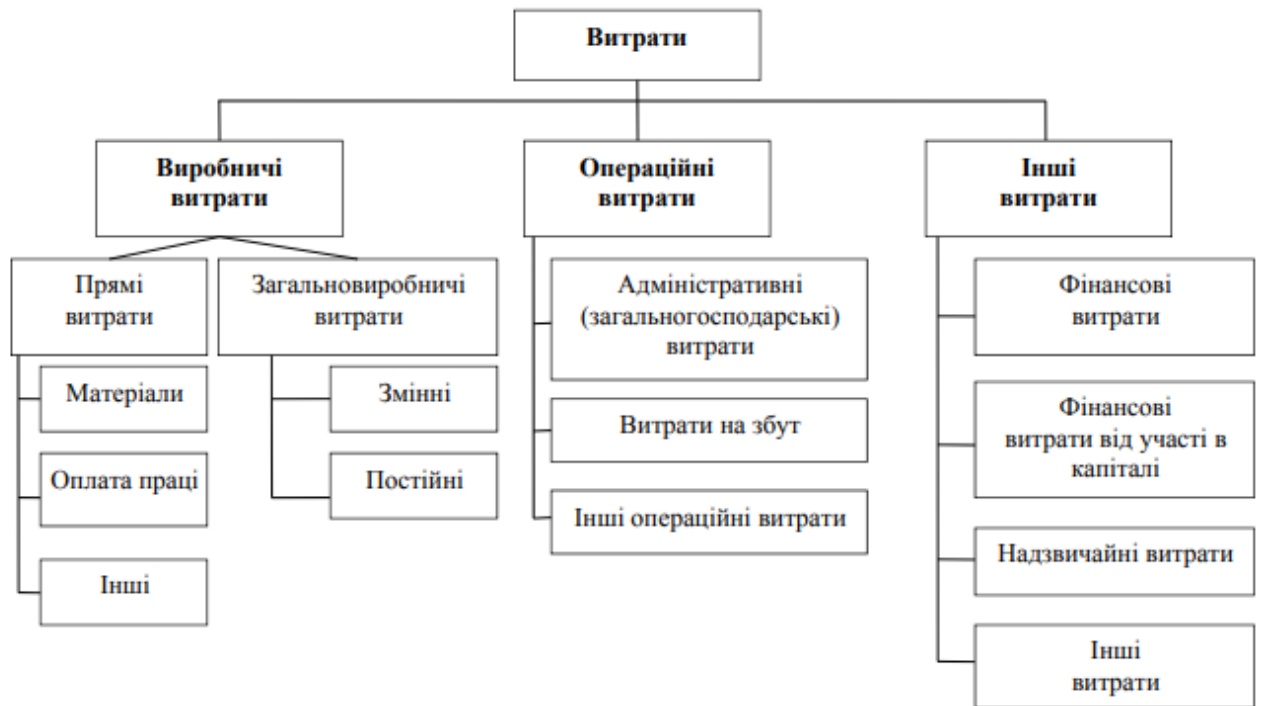 Витрати
Виробничі
витрати
Операційні
витрати
Інші
витрати
Прямі
витрати
Загальновиробничі
витрати
Матеріали
Оплата праці
Інші
Змінні
Постійні
Адміністративні
(загальногосподарські)
витрати
Витрати на збут
Інші операційні витрати
Фінансові
витрати
Фінансові
витрати від участі в
капіталі
Надзвичайні витрати
Інші
витрати